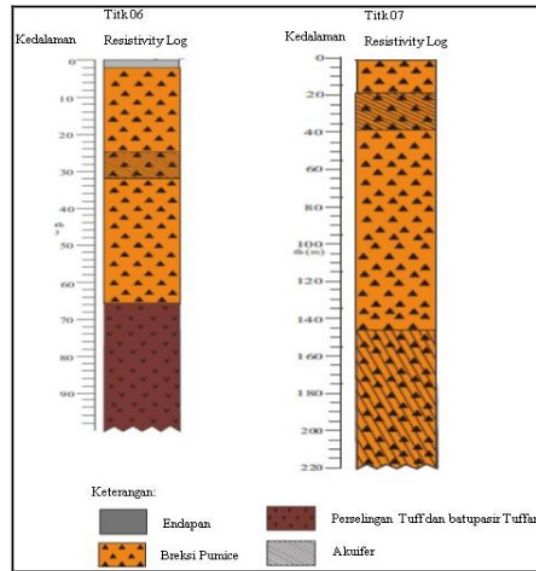 Titk 06
Titk 07
Kedalaman
Resistivity Log
Kedalaman
Resistivity Log
0
10
20
30
40
50
60
70
80
90
0
20
40
60
80
100
(m)
120
140
160
180
200
220
Keterangan:
Endapan
Perselingan Tuff dan batupasir Tuffan
Breksi Pumice
Akuifer